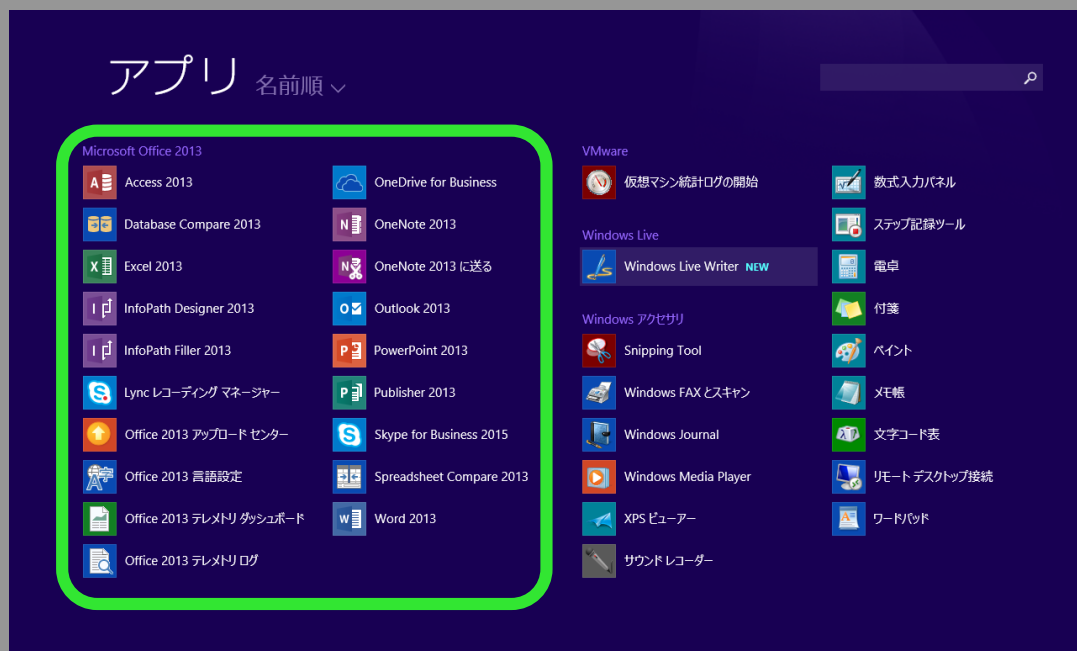 アプリ 名前順
Microsoft Office 2013
Access 2013
Database Compare 2013
Excel 2013
InfoPath Designer 2013
InfoPath Filler 2013
Lync レコーディング マネージャー
Office 2013 アップロード センター
Office 2013 言語設定
Office 2013 テレメトリ ダッシュボード
Office 2013 テレメトリ ログ
OneDrive for Business
OneNote 2013
OneNote 2013 に送る
Outlook 2013
PowerPoint 2013
Publisher 2013
Skype for Business 2015
Spreadsheet Compare 2013
Word 2013
VMware
仮想マシン統計ログの開始
Windows Live
Windows Live Writer NEW
Windows アクセサリ
Snipping Tool
Windows FAX とスキャン
Windows Journal
Windows Media Player
XPS ビューアー
サウンド レコーダー
数式入力パネル
ステップ記録ツール
電卓
付箋
ペイント
メモ帳
文字コード表
リモート デスクトップ接続
ワードパッド